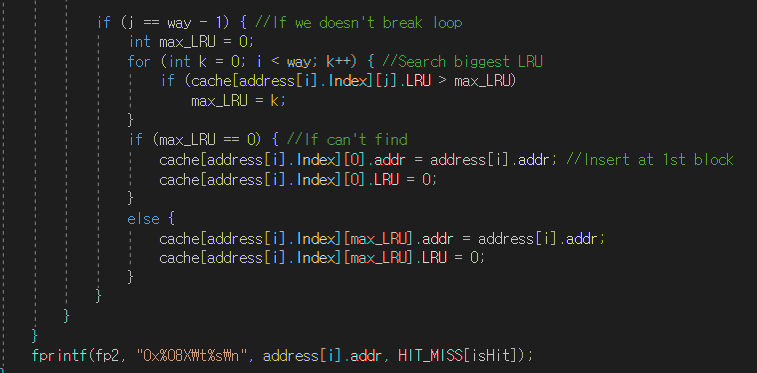 if (j == way - 1) { //If we doesn't break loop
int max_LRU = 0;
for (int k = 0; i < way; k++) { //Search biggest LRU
if (cache[address[i].Index][j].LRU > max_LRU)
max_LRU = k;
}
if (max_LRU == 0) { //If can't find
cache[address[i].Index][0].addr = address[i].addr; //Insert at 1st block
cache[address[i].Index][0].LRU = 0;
}
else {
cache[address[i].Index][max_LRU].addr = address[i].addr;
cache[address[i].Index][max_LRU].LRU = 0;
}
}
}
}
fprintf(fp2, "0x%08X₩t%s₩n", address[i].addr, HIT_MISS[isHit]);